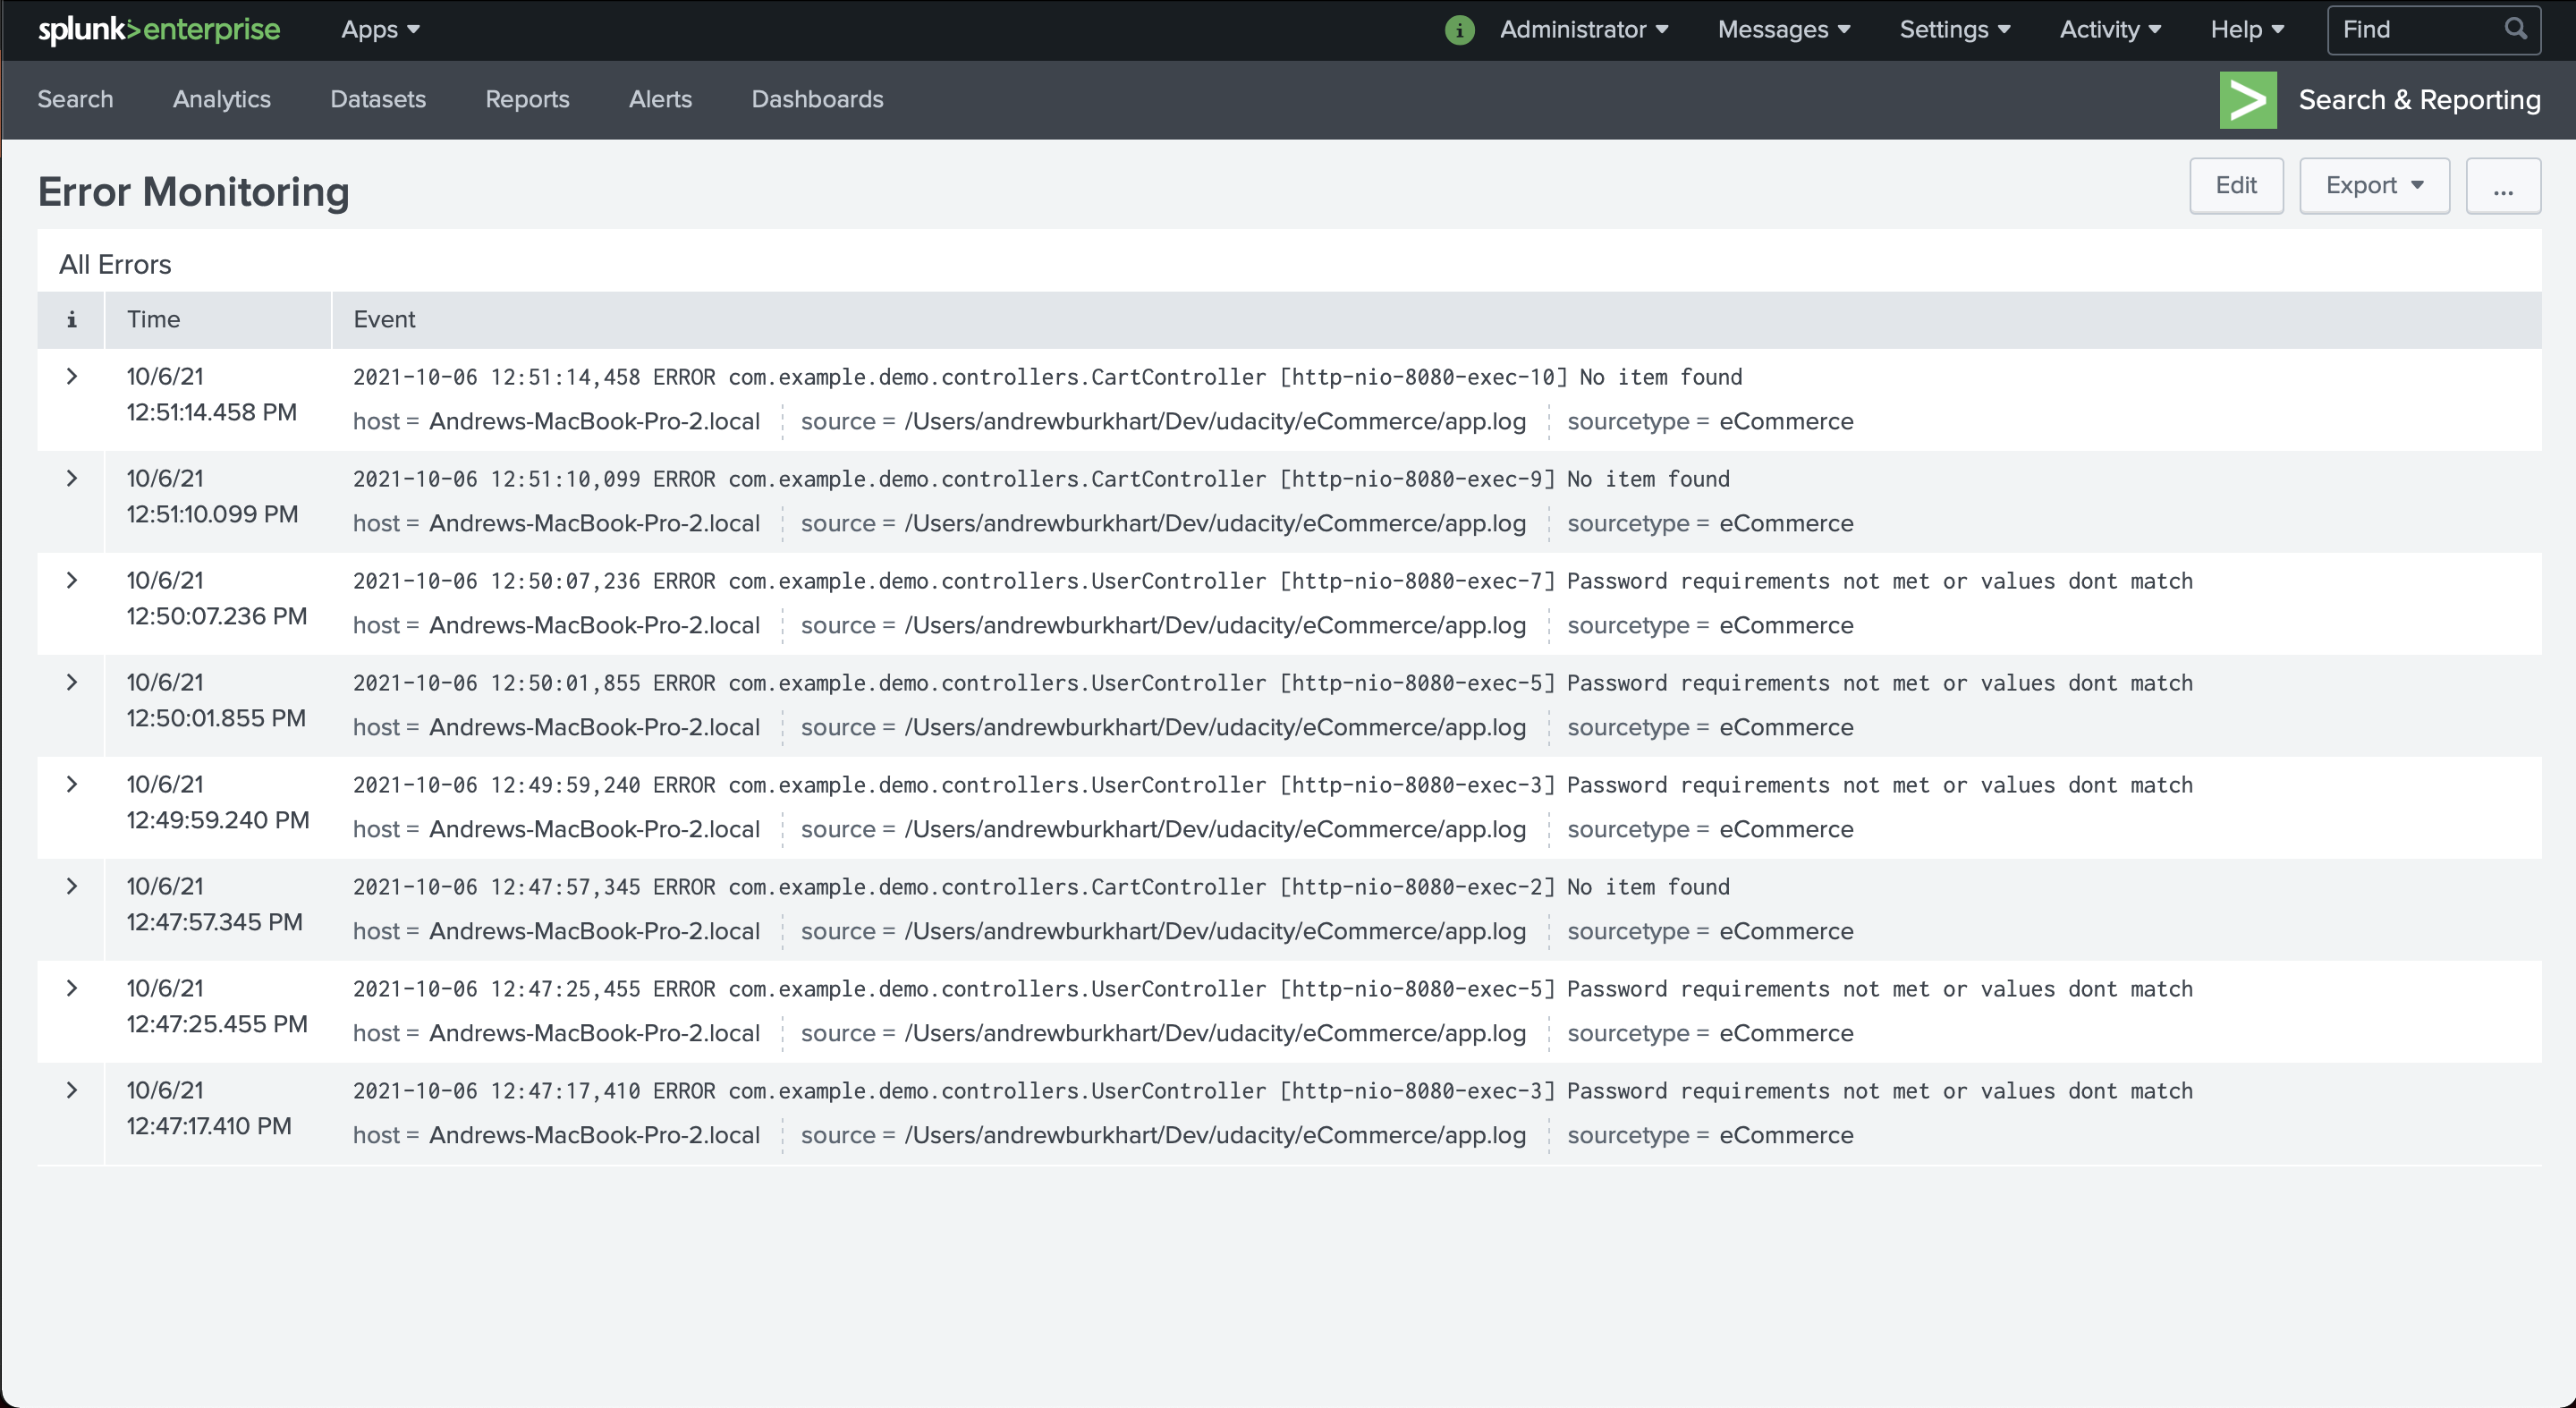 splunk>enterprise Apps Administrator Messages Settings Activity Help Find
Search Analytics Datasets Reports Alerts Dashboards Search & Reporting
Error Monitoring Edit Export ...
All Errors
i Time Event
10/6/21 2021-10-06 12:51:14,458 ERROR com.example.demo.controllers.CartController [http-nio-8080-exec-10] No item found
12:51:14.458 PM host = Andrews-MacBook-Pro-2.local source = /Users/andrewburkhart/Dev/udacity/eCommerce/app.log sourcetype = eCommerce
10/6/21 2021-10-06 12:51:10,099 ERROR com.example.demo.controllers.CartController [http-nio-8080-exec-9] No item found
12:51:10.099 PM host = Andrews-MacBook-Pro-2.local source = /Users/andrewburkhart/Dev/udacity/eCommerce/app.log sourcetype = eCommerce
10/6/21 2021-10-06 12:50:07,236 ERROR com.example.demo.controllers.UserController [http-nio-8080-exec-7] Password requirements not met or values dont match
12:50:07.236 PM host = Andrews-MacBook-Pro-2.local source = /Users/andrewburkhart/Dev/udacity/eCommerce/app.log sourcetype = eCommerce
10/6/21 2021-10-06 12:50:01,855 ERROR com.example.demo.controllers.UserController [http-nio-8080-exec-5] Password requirements not met or values dont match
12:50:01.855 PM host = Andrews-MacBook-Pro-2.local source = /Users/andrewburkhart/Dev/udacity/eCommerce/app.log sourcetype = eCommerce
10/6/21 2021-10-06 12:49:59,240 ERROR com.example.demo.controllers.UserController [http-nio-8080-exec-3] Password requirements not met or values dont match
12:49:59.240 PM host = Andrews-MacBook-Pro-2.local source = /Users/andrewburkhart/Dev/udacity/eCommerce/app.log sourcetype = eCommerce
10/6/21 2021-10-06 12:47:57,345 ERROR com.example.demo.controllers.CartController [http-nio-8080-exec-2] No item found
12:47:57.345 PM host = Andrews-MacBook-Pro-2.local source = /Users/andrewburkhart/Dev/udacity/eCommerce/app.log sourcetype = eCommerce
10/6/21 2021-10-06 12:47:25,455 ERROR com.example.demo.controllers.UserController [http-nio-8080-exec-5] Password requirements not met or values dont match
12:47:25.455 PM host = Andrews-MacBook-Pro-2.local source = /Users/andrewburkhart/Dev/udacity/eCommerce/app.log sourcetype = eCommerce
10/6/21 2021-10-06 12:47:17,410 ERROR com.example.demo.controllers.UserController [http-nio-8080-exec-3] Password requirements not met or values dont match
12:47:17.410 PM host = Andrews-MacBook-Pro-2.local source = /Users/andrewburkhart/Dev/udacity/eCommerce/app.log sourcetype = eCommerce